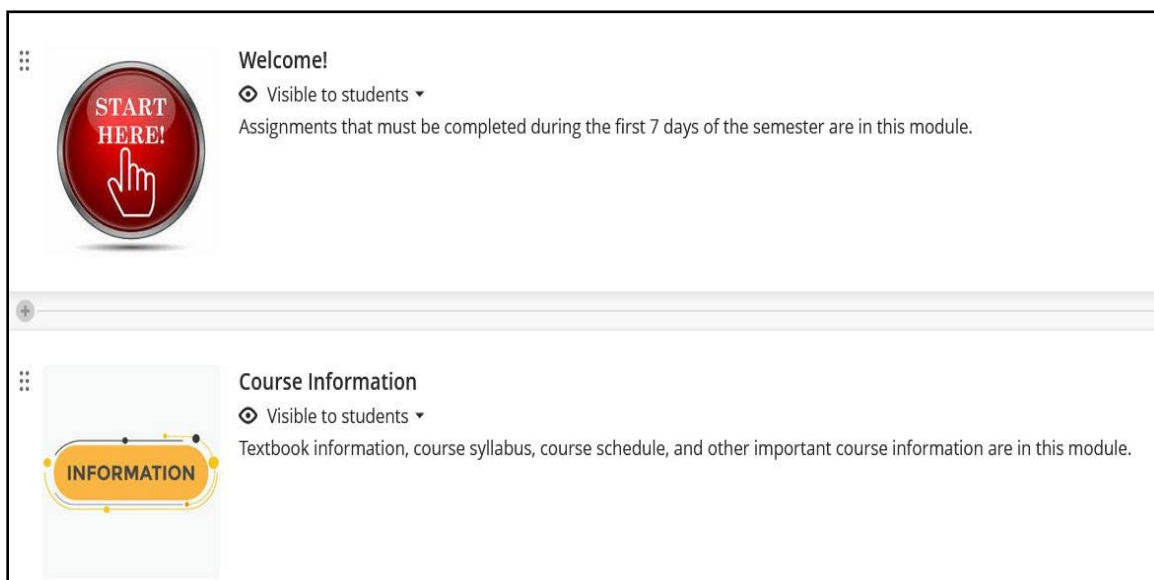 Welcome!
START
HERE!
Visible to students
Assignments that must be completed during the first 7 days of the semester are in this module.
Course Information
Visible to students
Textbook information, course syllabus, course schedule, and other important course information are in this module.
INFORMATION